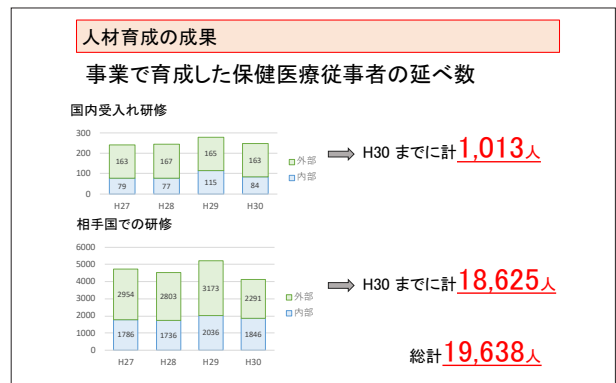 人材育成の成果
事業で育成した保健医療従事者の延べ数
国内受入れ研修
300
200
100
0
163 167 165 163
79 77 115 84
H27 H28 H29 H30
外部
内部
H30 までに計1,013人
相手国での研修
6000
5000
4000
3000
2000
1000
0
2954 2803 3173 2291
1786 1736 2036 1846
H27 H28 H29 H30
外部
内部
H30 までに計18,625人
総計19,638人